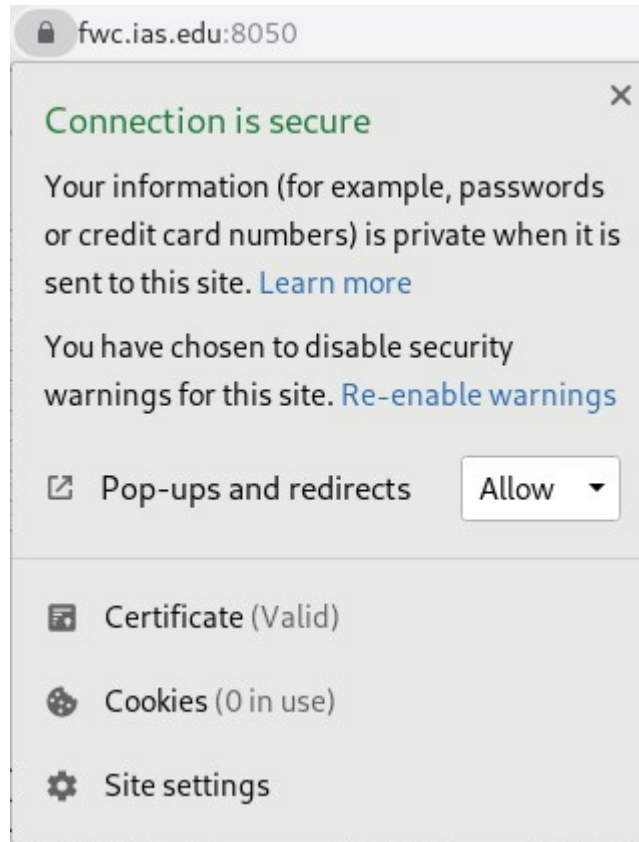 fwc.ias.edu:8050
Connection is secure
Your information (for example, passwords
or credit card numbers) is private when it is
sent to this site. Learn more
You have chosen to disable security
warnings for this site. Re-enable warnings
Pop-ups and redirects Allow
Certificate (Valid)
Cookies (0 in use)
Site settings